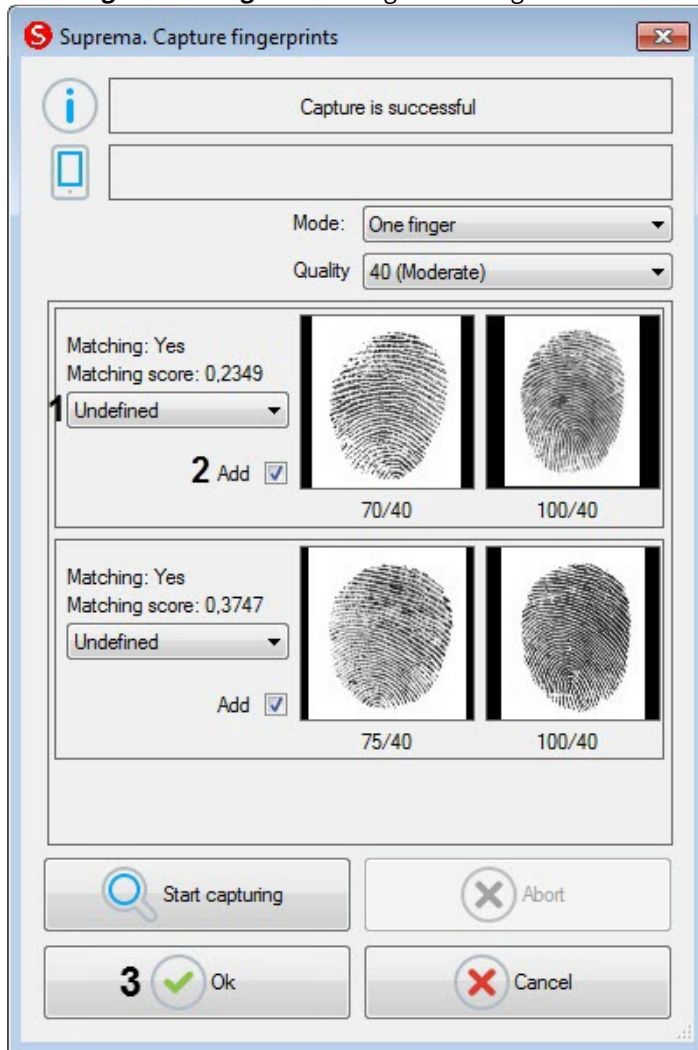 Suprema. Capture fingerprints
Capture is successful
Mode: One finger
Quality 40 (Moderate)
Matching: Yes
Matching score: 0,2349
1 Undefined
2 Add
70/40 100/40
Matching: Yes
Matching score: 0,3747
Undefined
Add
75/40 100/40
Start capturing Abort
3 Ok Cancel